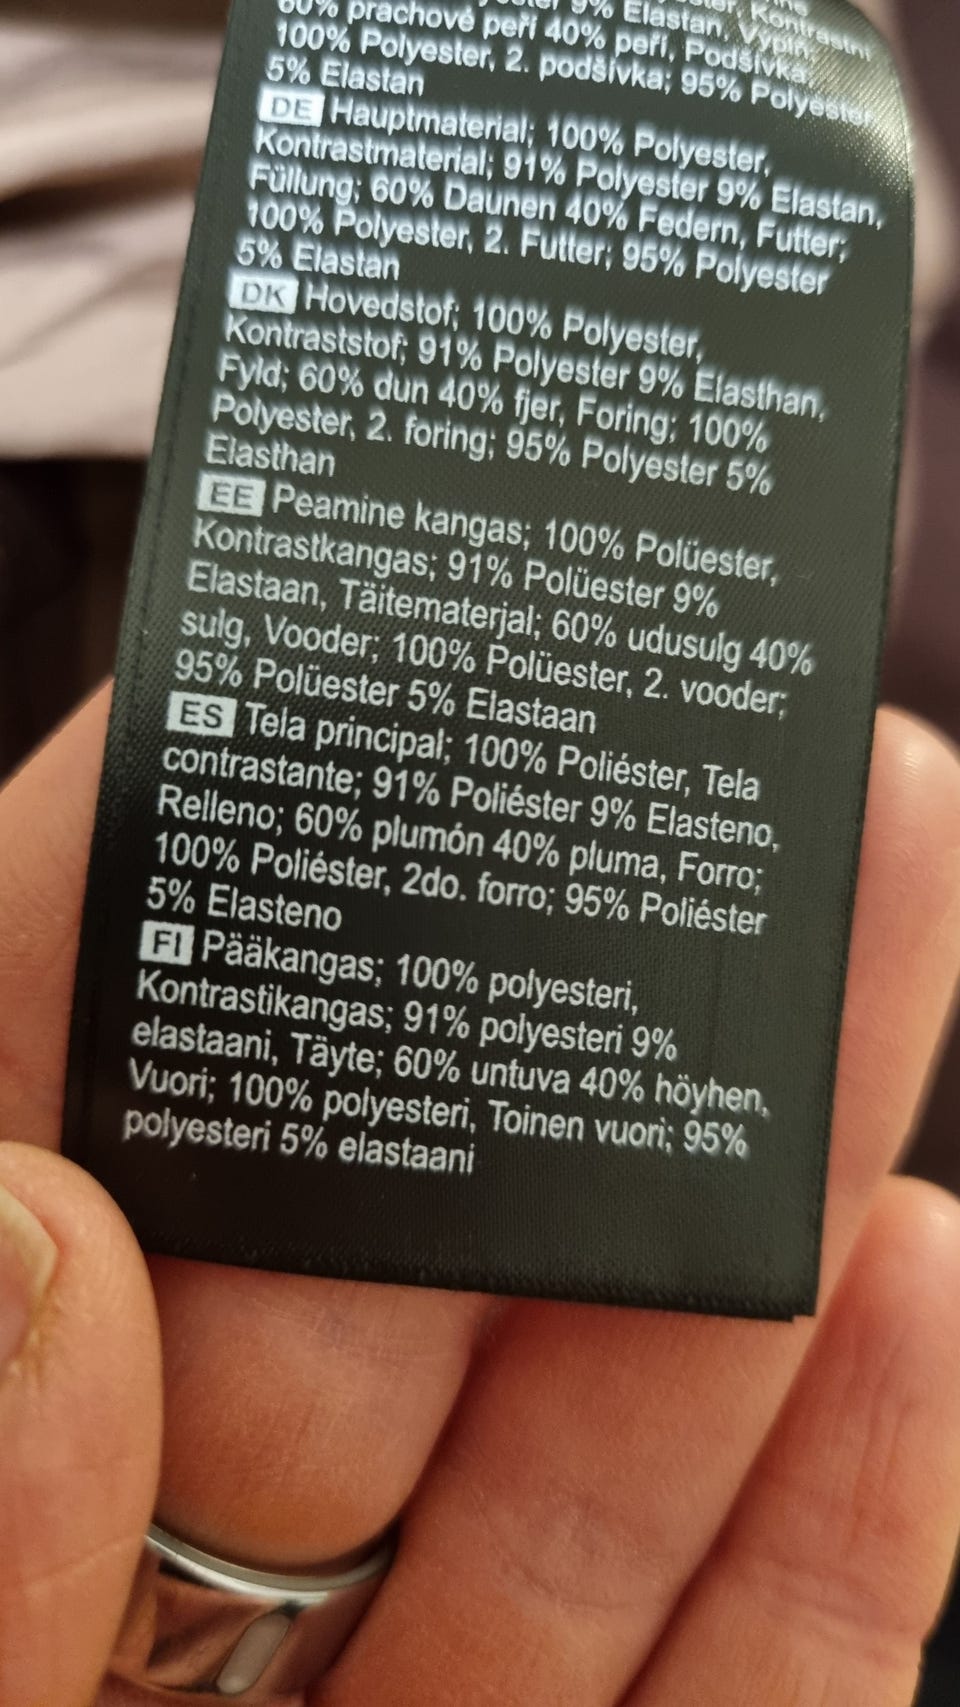 9% Elastan, Výplň;
60% prachové peří 40% peří, Podšívka
100% Polyester, 2. podšívka; 95% Polyester
5% Elastan
DE Hauptmaterial; 100% Polyester,
Kontrastmaterial; 91% Polyester 9% Elastan,
Füllung; 60% Daunen 40% Federn, Futter;
100% Polyester, 2. Futter; 95% Polyester
5% Elastan
DK Hovedstof; 100% Polyester,
Kontraststof; 91% Polyester 9% Elasthan,
Fyld; 60% dun 40% fjer, Foring; 100%
Polyester, 2. foring; 95% Polyester 5%
Elasthan
EE Peamine kangas; 100% Polüester,
Kontrastkangas; 91% Polüester 9%
Elastaan, Täitematerjal; 60% udusulg 40%
sulg, Vooder; 100% Polüester, 2. vooder;
95% Polüester 5% Elastaan
ES Tela principal; 100% Poliéster, Tela
contrastante; 91% Poliéster 9% Elasteno,
Relleno; 60% plumón 40% pluma, Forro;
100% Poliéster, 2do. forro; 95% Poliéster
5% Elasteno
FI Pääkangas; 100% polyesteri,
Kontrastikangas; 91% polyesteri 9%
elastaani, Täyte; 60% untuva 40% höyhen,
Vuori; 100% polyesteri, Toinen vuori; 95%
polyesteri 5% elastaani